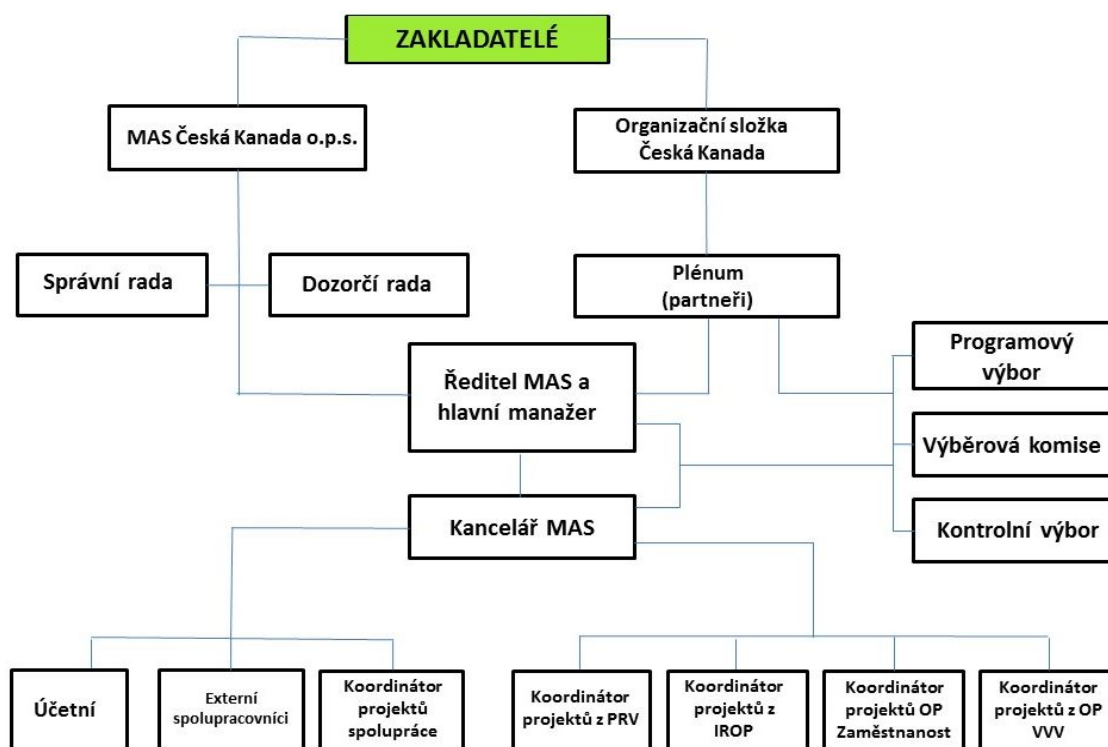 ZAKLADATELÉ
MAS Česká Kanada o.p.s.
Organizační složka
Česká Kanada
Správní rada
Dozorčí rada
Plénum
(partneři)
Programový
výbor
Ředitel MAS a
hlavní manažer
Výběrová komise
Kancelář MAS
Kontrolní výbor
Účetní
Externí
spolupracovníci
Koordinátor
projektů
spolupráce
Koordinátor
projektů z PRV
Koordinátor
projektů z
IROP
Koordinátor
projektů OP
Zaměstnanost
Koordinátor
projektů z OP
VVV